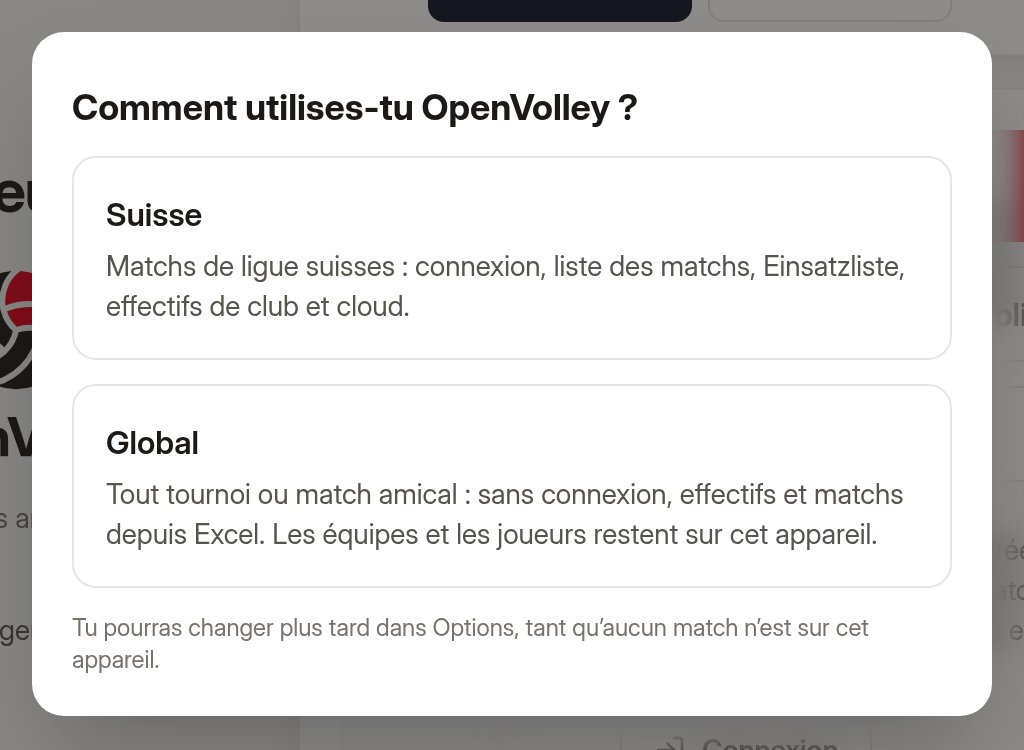 Comment utilises-tu OpenVolley ?
Suisse
Matchs de ligue suisses : connexion, liste des matchs, Einsatzliste,
effectifs de club et cloud.
Global
Tout tournoi ou match amical : sans connexion, effectifs et matchs
depuis Excel. Les équipes et les joueurs restent sur cet appareil.
Tu pourras changer plus tard dans Options, tant qu’aucun match n’est sur cet
appareil.
Connexion